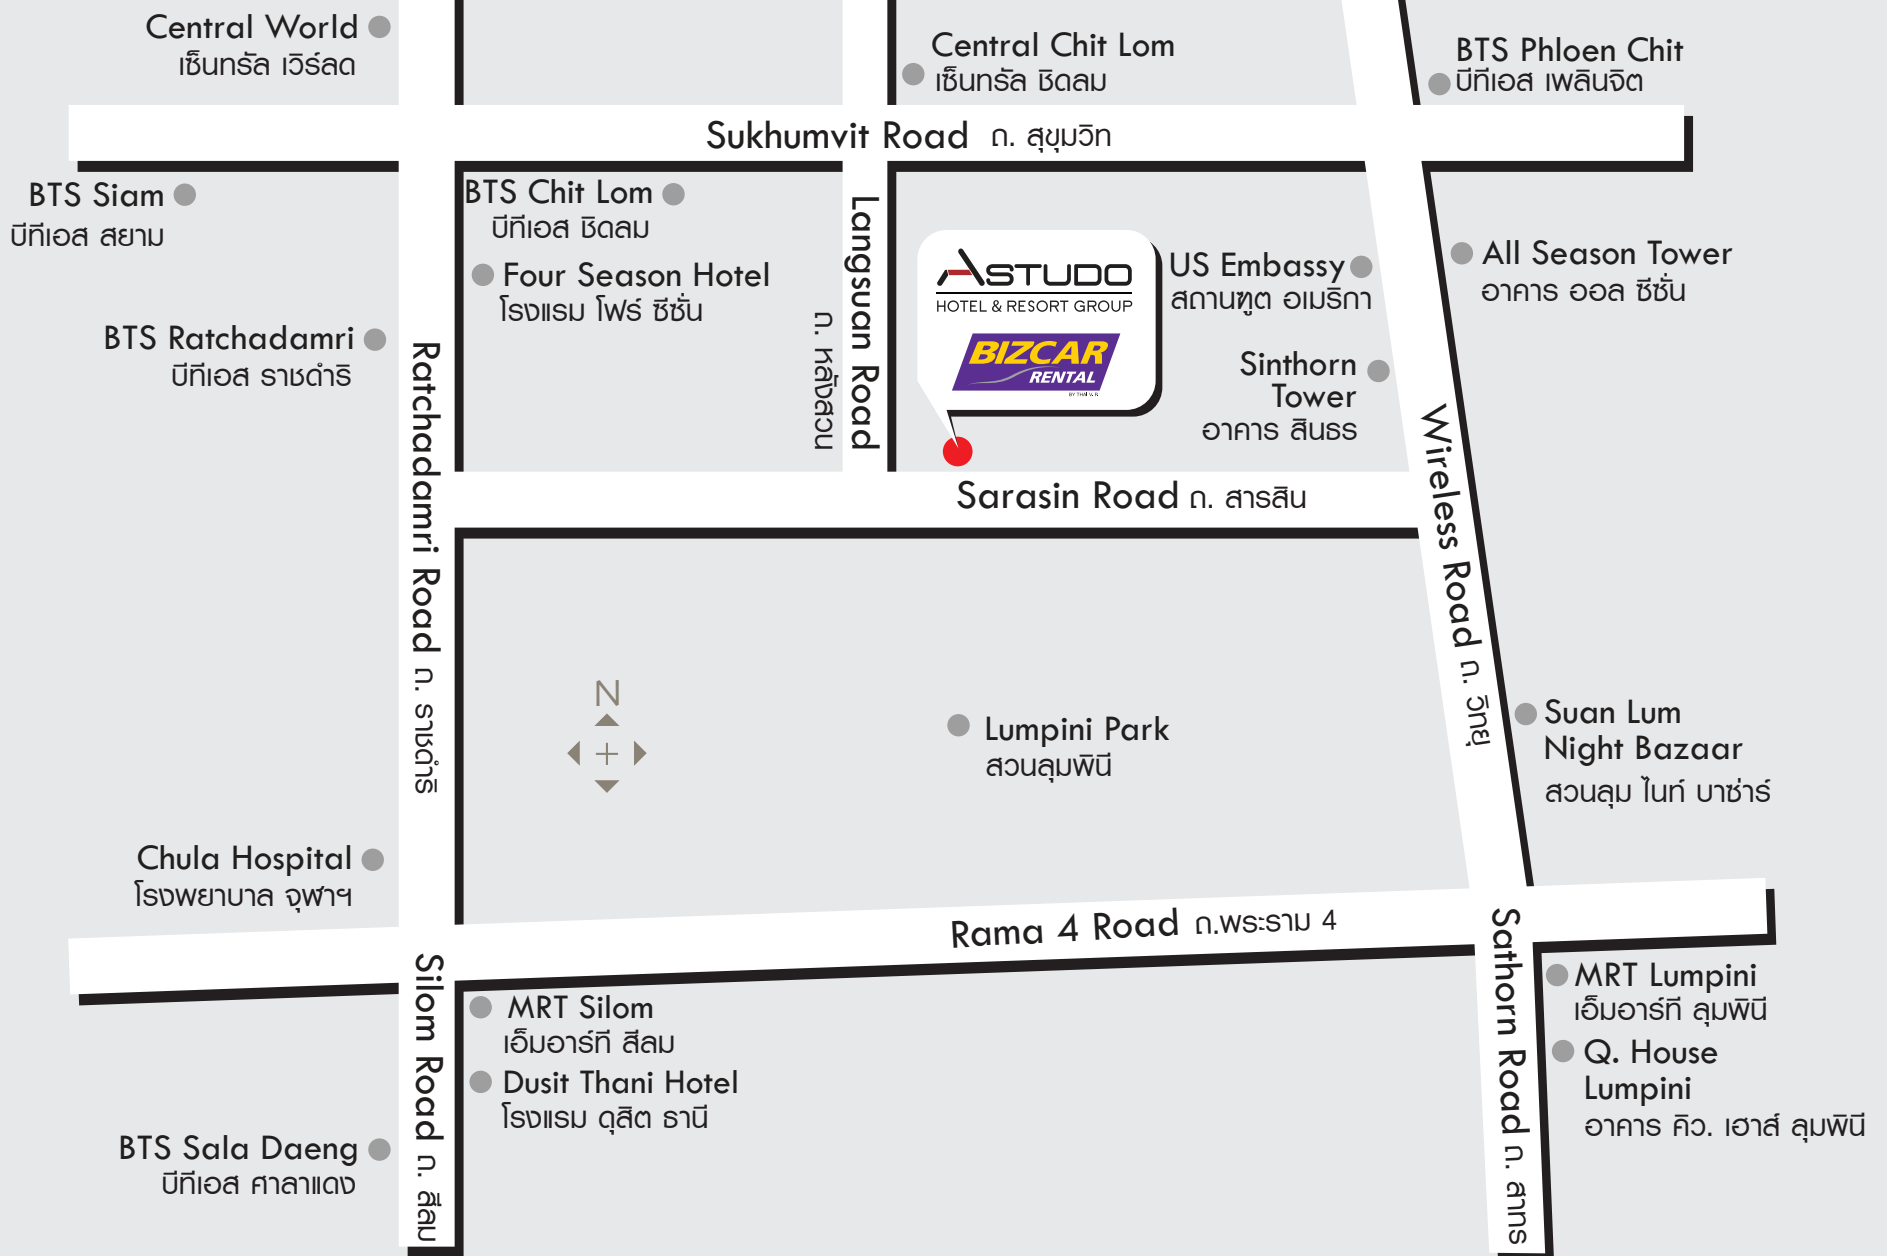 Central World
เซ็นทรัล เวิร์ลด
Central Chit Lom
เซ็นทรัล ชิดลม
BTS Phloen Chit
บีทีเอส เพลินจิต
Sukhumvit Road ถ. สุขุมวิท
BTS Siam
บีทีเอส สยาม
BTS Chit Lom
บีทีเอส ชิดลม
Four Season Hotel
โรงแรม โฟร์ ซีซั่น
Langsuan Road
ถ. หลังสวน
ASTUDO
HOTEL & RESORT GROUP
BIZCAR
RENTAL
US Embassy
สถานฑูต อเมริกา
All Season Tower
อาคาร ออล ซีซั่น
BTS Ratchadamri
บีทีเอส ราชดำริ
Sinthorn
Tower
อาคาร สินธร
Ratchadamri Road ถ. ราชดำริ
Wireless Road ถ. วิทยุ
Sarasin Road ถ. สารสิน
N
Lumpini Park
สวนลุมพินี
Suan Lum
Night Bazaar
สวนลุม ไนท์ บาซ่าร์
Chula Hospital
โรงพยาบาล จุฬาฯ
Rama 4 Road ถ.พระราม 4
Silom Road ถ. สีลม
Sathorn Road ถ. สาทร
MRT Silom
เอ็มอาร์ที สีลม
Dusit Thani Hotel
โรงแรม ดุสิต ธานี
MRT Lumpini
เอ็มอาร์ที ลุมพินี
Q. House
Lumpini
อาคาร คิว. เฮาส์ ลุมพินี
BTS Sala Daeng
บีทีเอส ศาลาแดง